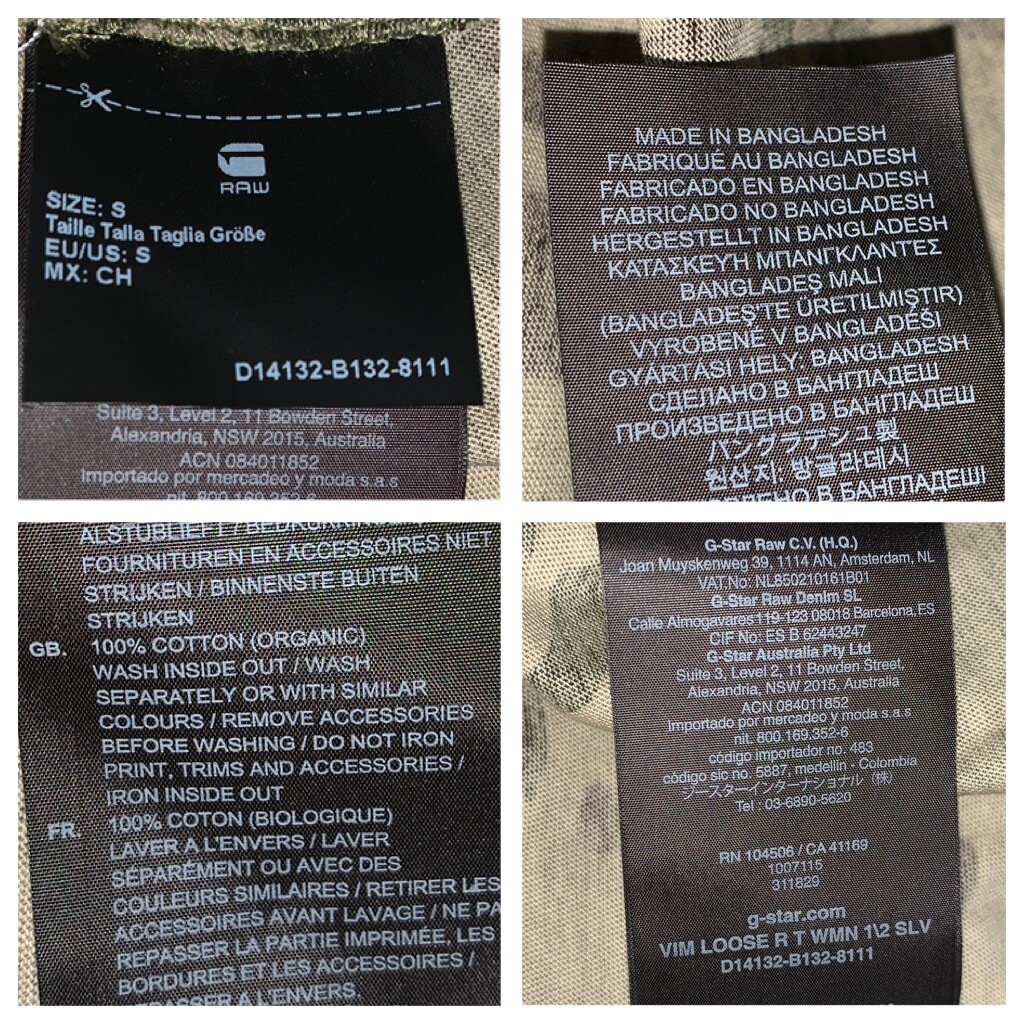 RAW
SIZE: S
Taille Talla Taglia Größe
EU/US: S
MX: CH
D14132-B132-8111
Suite 3, Level 2, 11 Bowden Street,
Alexandria, NSW 2015, Australia
ACN 084011852
Importado por mercadeo y moda s.a.s
nit. 800.169.352-6
MADE IN BANGLADESH
FABRIQUÉ AU BANGLADESH
FABRICADO EN BANGLADESH
FABRICADO NO BANGLADESH
HERGESTELLT IN BANGLADESH
ΚΑΤΑΣΚΕΥΗ ΜΠΑΝΓΚΛΑΝΤΕΣ
BANGLADEŞ MALI
(BANGLADEŞ'TE ÜRETILMIŞTIR)
VYROBENÉ V BANGLADÉŠI
GYÁRTASI HELY: BANGLADESH
СДЕЛАНО В БАНГЛАДЕШ
ПРОИЗВЕДЕНО В БАНГЛАДЕШ
バングラデシュ製
원산지: 방글라데시
В БАНГЛАДЕШ
ALSTUBLIEFT / BEDRUKKINGEN
FOURNITUREN EN ACCESSOIRES NIET
STRIJKEN / BINNENSTE BUITEN
STRIJKEN
GB. 100% COTTON (ORGANIC)
WASH INSIDE OUT / WASH
SEPARATELY OR WITH SIMILAR
COLOURS / REMOVE ACCESSORIES
BEFORE WASHING / DO NOT IRON
PRINT, TRIMS AND ACCESSORIES /
IRON INSIDE OUT
FR. 100% COTON (BIOLOGIQUE)
LAVER A L'ENVERS / LAVER
SÉPARÉMENT OU AVEC DES
COULEURS SIMILAIRES / RETIRER LES
ACCESSOIRES AVANT LAVAGE / NE PA
REPASSER LA PARTIE IMPRIMÉE, LES
BORDURES ET LES ACCESSOIRES /
REPASSER A L'ENVERS.
G-Star Raw C.V. (H.Q.)
Joan Muyskenweg 39, 1114 AN, Amsterdam, NL
VAT No. NL850210161B01
G-Star Raw Denim SL
Calle Almogavares 119-123 08018 Barcelona, ES
CIF No: ES B 62443247
G-Star Australia Pty Ltd
Suite 3, Level 2, 11 Bowden Street,
Alexandria, NSW 2015, Australia
ACN 084011852
Importado por mercadeo y moda s.a.s
nit. 800.169.352-6
código importador no. 483
código sic no. 5887, medellin - Colombia
ジースターインターナショナル (株)
Tel : 03-6890-5620
RN 104506 / CA 41169
1007115
311829
g-star.com
VIM LOOSE R T WMN 1\2 SLV
D14132-B132-8111